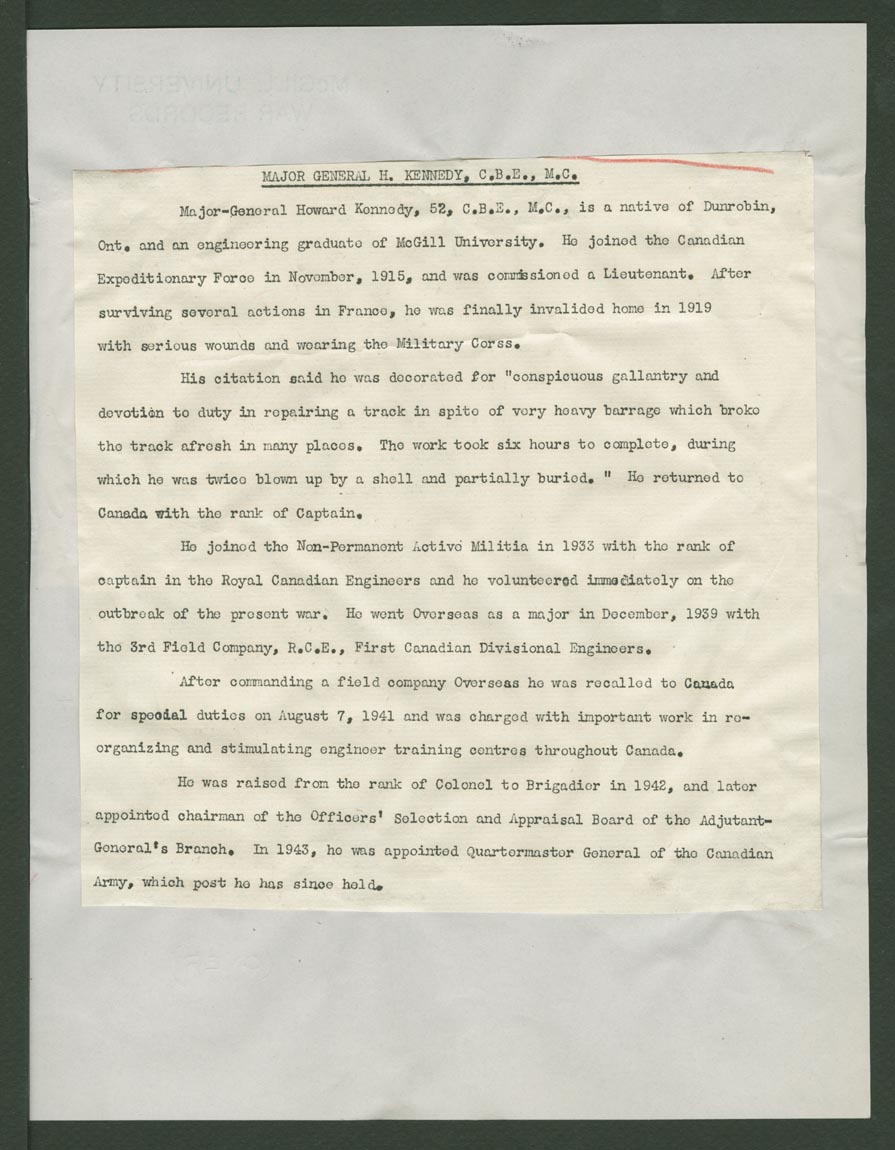 McGILL UNIVERSITY
WAR RECORDS
MAJOR GENERAL H. KENNEDY, C.B.E., M.C.
Major-General Howard Kennedy, 52, C.B.E., M.C., is a native of Dunrobin,
Ont. and an engineering graduate of McGill University. He joined the Canadian
Expeditionary Force in November, 1915, and was commissioned a Lieutenant. After
surviving several actions in France, he was finally invalided home in 1919
with serious wounds and wearing the Military Corss.
His citation said he was decorated for "conspicuous gallantry and
devotion to duty in repairing a track in spite of very heavy barrage which broke
the track afresh in many places. The work took six hours to complete, during
which he was twice blown up by a shell and partially buried. " He returned to
Canada with the rank of Captain.
He joined the Non-Permanent Active Militia in 1933 with the rank of
captain in the Royal Canadian Engineers and he volunteered immediately on the
outbreak of the present war. He went Overseas as a major in December, 1939 with
the 3rd Field Company, R.C.E., First Canadian Divisional Engineers.
After commanding a field company Overseas he was recalled to Canada
for special duties on August 7, 1941 and was charged with important work in re-
organizing and stimulating engineer training centres throughout Canada.
He was raised from the rank of Colonel to Brigadier in 1942, and later
appointed chairman of the Officers' Selection and Appraisal Board of the Adjutant-
General's Branch. In 1943, he was appointed Quartermaster General of the Canadian
Army, which post he has since held.